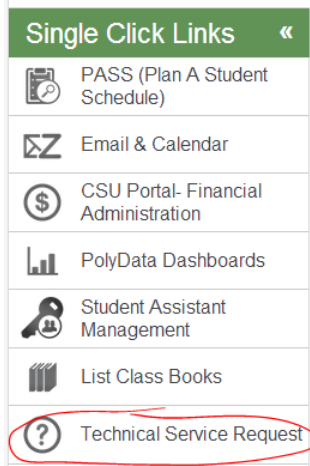 Single Click Links «
PASS (Plan A Student
Schedule)
Email & Calendar
CSU Portal- Financial
Administration
PolyData Dashboards
Student Assistant
Management
List Class Books
Technical Service Request